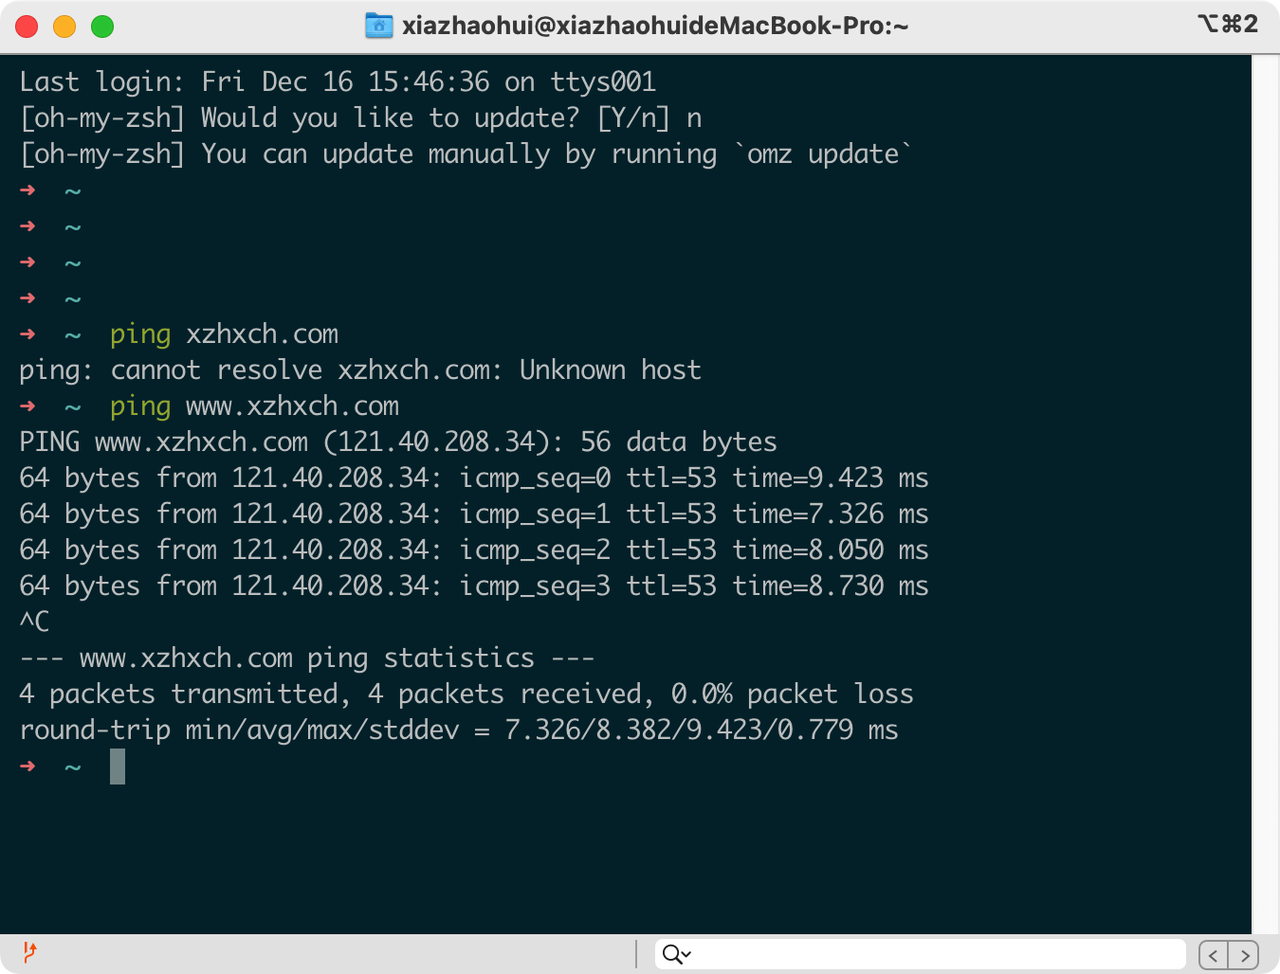 xiazhaohui@xiazhaohuideMacBook-Pro:~
⌥⌘2
Last login: Fri Dec 16 15:46:36 on ttys001
[oh-my-zsh] Would you like to update? [Y/n] n
[oh-my-zsh] You can update manually by running `omz update`
➜  ~
➜  ~
➜  ~
➜  ~
➜  ~  ping xzhxch.com
ping: cannot resolve xzhxch.com: Unknown host
➜  ~  ping www.xzhxch.com
PING www.xzhxch.com (121.40.208.34): 56 data bytes
64 bytes from 121.40.208.34: icmp_seq=0 ttl=53 time=9.423 ms
64 bytes from 121.40.208.34: icmp_seq=1 ttl=53 time=7.326 ms
64 bytes from 121.40.208.34: icmp_seq=2 ttl=53 time=8.050 ms
64 bytes from 121.40.208.34: icmp_seq=3 ttl=53 time=8.730 ms
^C
--- www.xzhxch.com ping statistics ---
4 packets transmitted, 4 packets received, 0.0% packet loss
round-trip min/avg/max/stddev = 7.326/8.382/9.423/0.779 ms
➜  ~